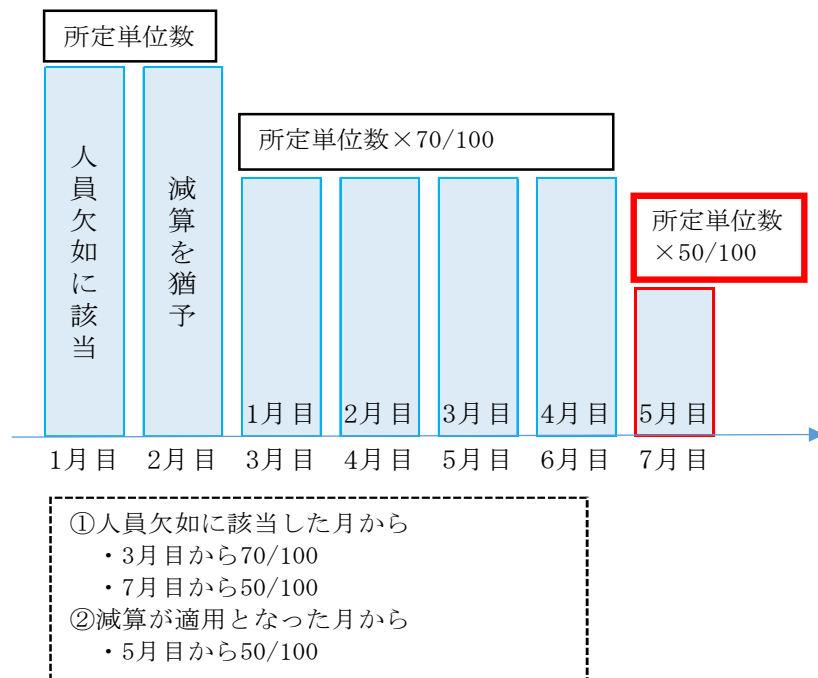 所定単位数
所定単位数×70/100
所定単位数
×50/100
人員欠如に該当
減算を猶予
1月目 2月目 3月目 4月目 5月目
1月目 2月目 3月目 4月目 5月目 6月目 7月目
①人員欠如に該当した月から
・3月目から70/100
・7月目から50/100
②減算が適用となった月から
・5月目から50/100